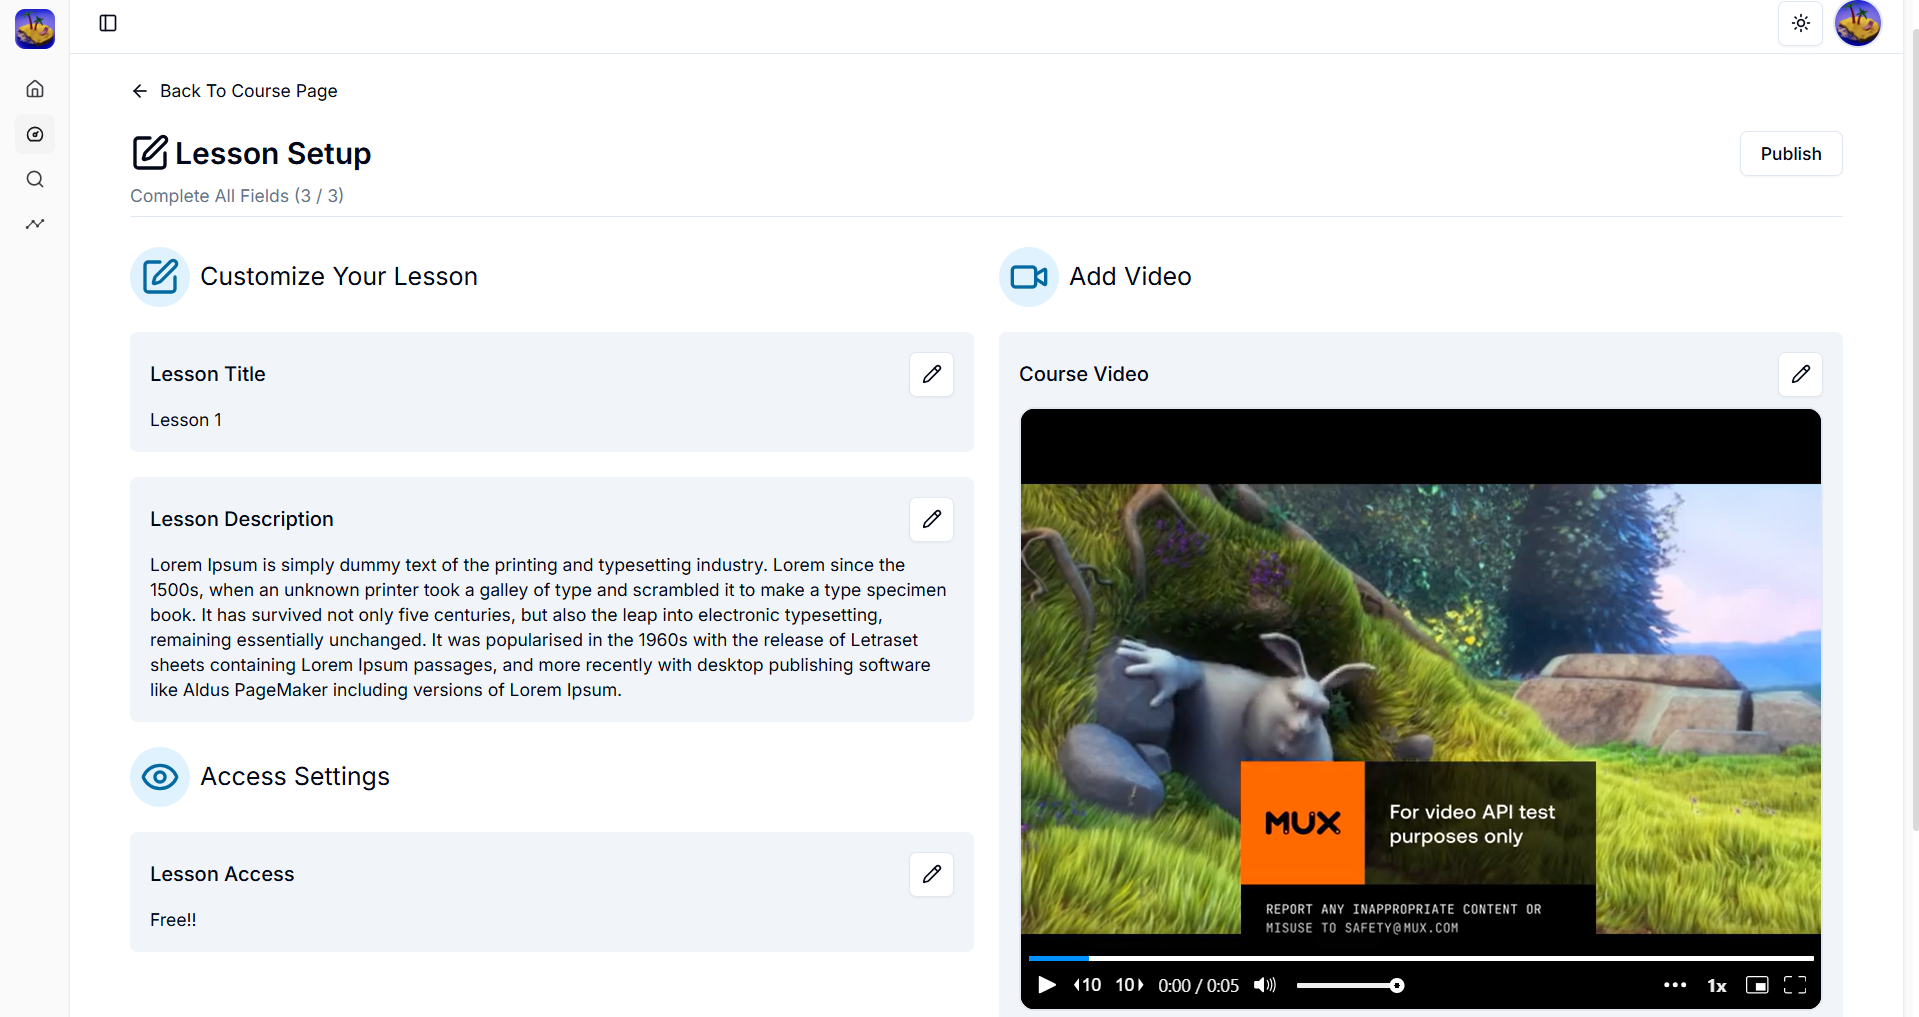 Back To Course Page
Lesson Setup
Publish
Complete All Fields (3 / 3)
Customize Your Lesson
Lesson Title
Lesson 1
Lesson Description
Lorem Ipsum is simply dummy text of the printing and typesetting industry. Lorem since the
1500s, when an unknown printer took a galley of type and scrambled it to make a type specimen
book. It has survived not only five centuries, but also the leap into electronic typesetting,
remaining essentially unchanged. It was popularised in the 1960s with the release of Letraset
sheets containing Lorem Ipsum passages, and more recently with desktop publishing software
like Aldus PageMaker including versions of Lorem Ipsum.
Access Settings
Lesson Access
Free!!
Add Video
Course Video
MUX
For video API test
purposes only
REPORT ANY INAPPROPRIATE CONTENT OR
MISUSE TO SAFETY@MUX.COM
10 10 0:00 / 0:05 1x